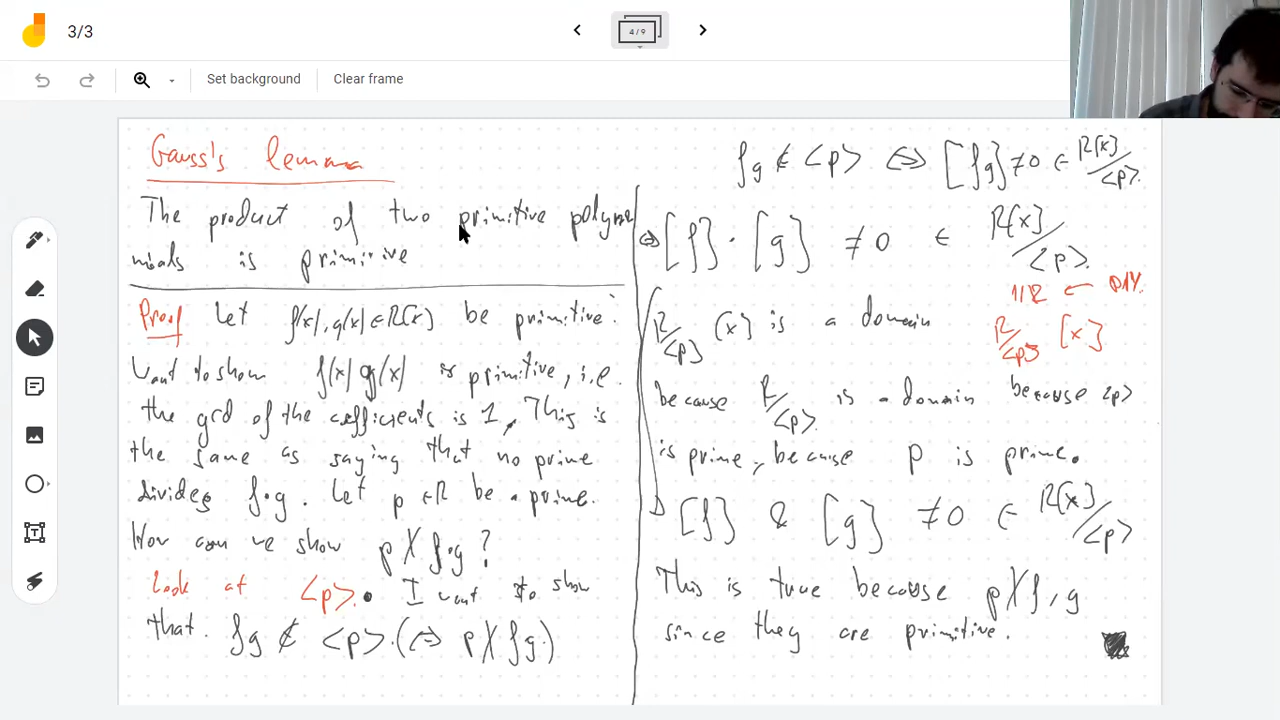 3/3
4/9
Set background
Clear frame
Gauss's lemma
The product of two primitive polyno
mials is primitive
Proof Let f(x), g(x) ∈ R[x] be primitive.
Want to show f(x) g(x) is primitive, i.e.
the gcd of the coefficients is 1. This is
the same as saying that no prime
divides f·g. Let p ∈ R be a prime.
How can we show p ∤ f·g?
Look at <p>. I want to show
that. fg ∉ <p>. (⇔ p ∤ fg.)
fg ∉ <p> ⇔ [fg] ≠ 0 ∈ R[x]/<p>.
⇔ [f] · [g] ≠ 0 ∈ R[x]/<p>.
R/<p> [x] is a domain
because R/<p>. is a domain because <p>
is prime, because p is prime.
[f] & [g] ≠ 0 ∈ R[x]/<p>
This is true because p ∤ f, g
since they are primitive.
R/<p> [x]